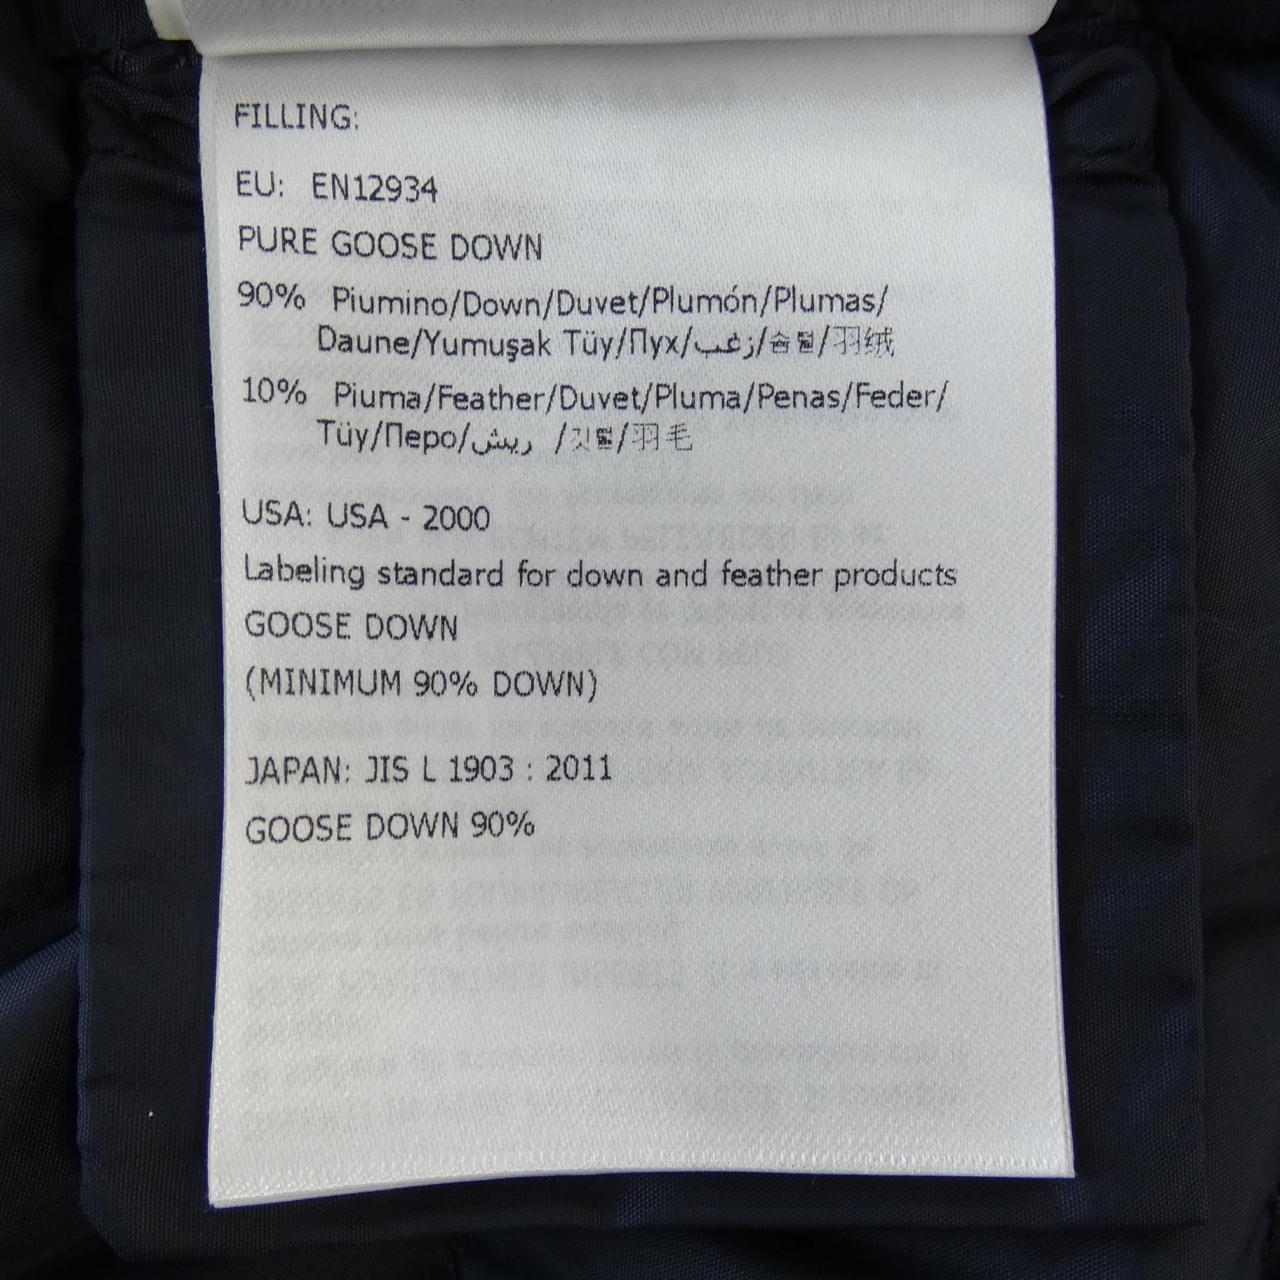 FILLING:
EU: EN12934
PURE GOOSE DOWN
90% Piumino/Down/Duvet/Plumón/Plumas/
Daune/Yumuşak Tüy/Пух/زغب/솜털/羽绒
10% Piuma/Feather/Duvet/Pluma/Penas/Feder/
Tüy/Перо/ريش /깃털/羽毛
USA: USA - 2000
Labeling standard for down and feather products
GOOSE DOWN
(MINIMUM 90% DOWN)
JAPAN: JIS L 1903 : 2011
GOOSE DOWN 90%